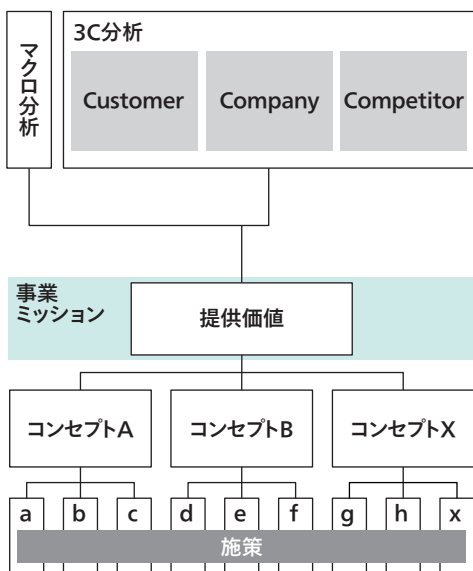 マクロ分析
3C分析
Customer
Company
Competitor
事業
ミッション
提供価値
コンセプトA
コンセプトB
コンセプトX
a
b
c
d
e
f
g
h
x
施策